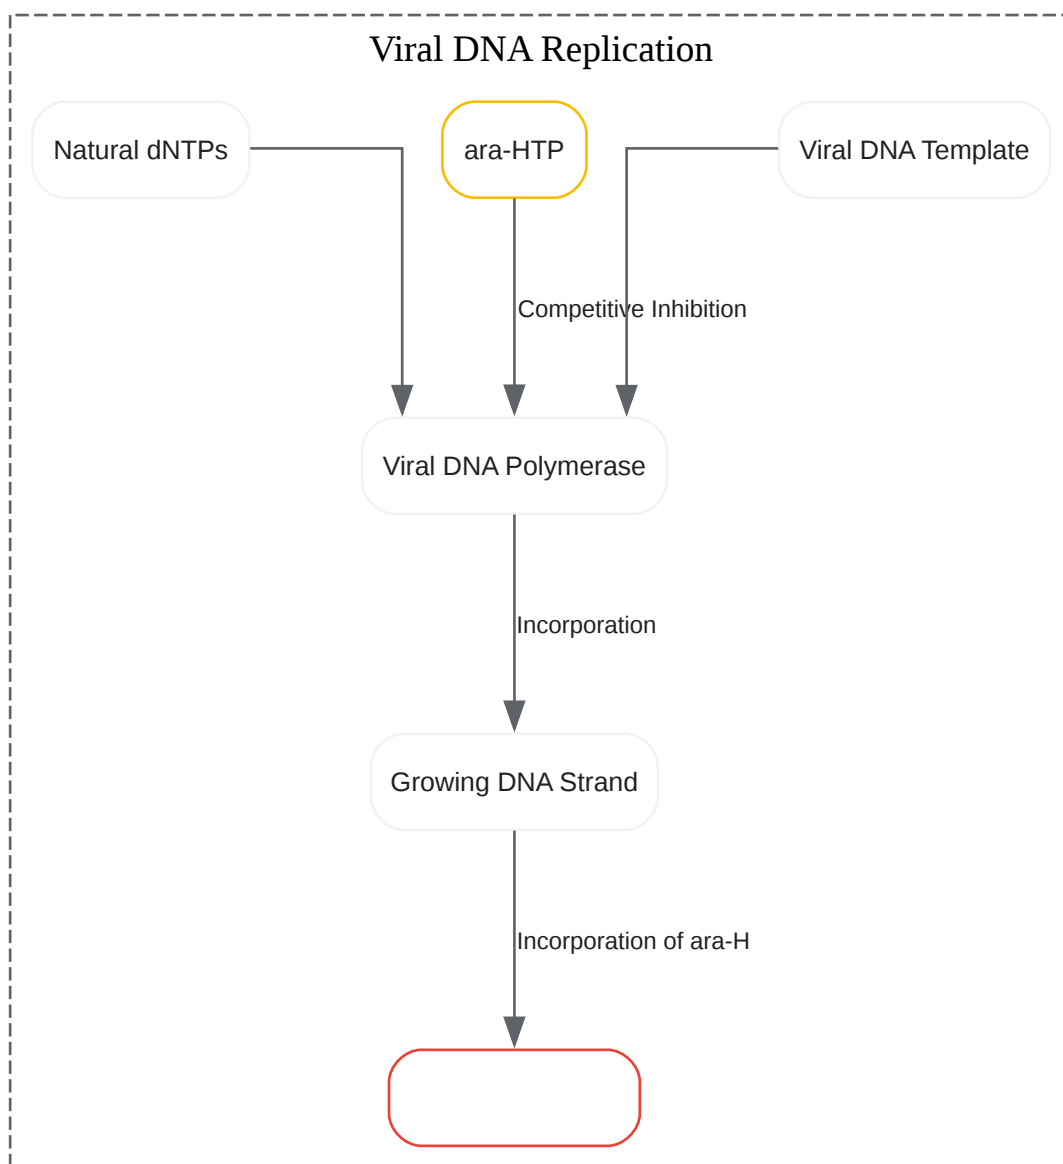 Viral DNA Replication
Natural dNTPs
ara-HTP
Viral DNA Template
Competitive Inhibition
Viral DNA Polymerase
Incorporation
Growing DNA Strand
Incorporation of ara-H